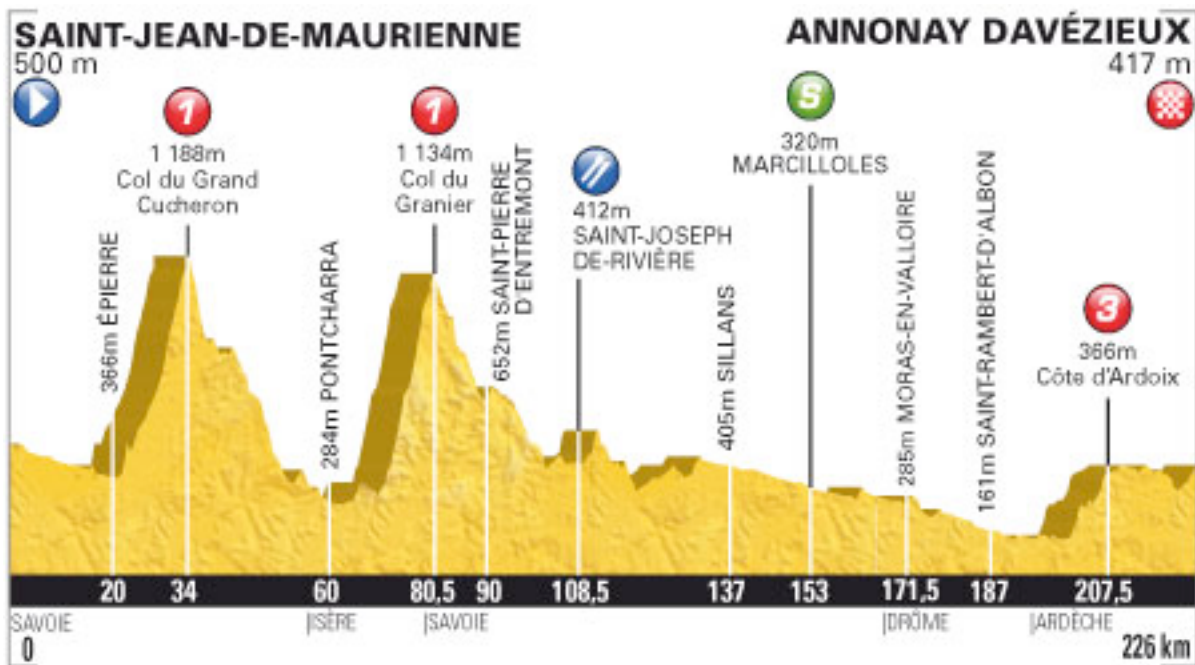 SAINT-JEAN-DE-MAURIENNE
500 m
ANNONAY DAVÉZIEUX
417 m
366m ÉPIERRE
1
1 188m
Col du Grand
Cucheron
284m PONTCHARRA
1
1 134m
Col du
Granier
652m SAINT-PIERRE
D'ENTREMONT
412m
SAINT-JOSEPH
DE-RIVIÈRE
405m SILLANS
S
320m
MARCILLOLES
285m MORAS-EN-VALLOIRE
161m SAINT-RAMBERT-D'ALBON
3
366m
Côte d'Ardoix
20 34 60 80,5 90 108,5 137 153 171,5 187 207,5
SAVOIE |ISÈRE |SAVOIE |DRÔME |ARDÈCHE
0 226 km